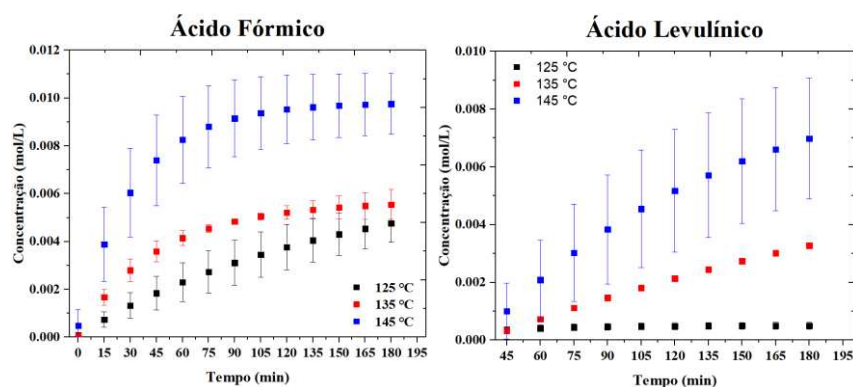 Ácido Fórmico
Concentração (mol/L)
0.012
0.010
0.008
0.006
0.004
0.002
0.000
125 °C
135 °C
145 °C
0 15 30 45 60 75 90 105 120 135 150 165 180 195
Tempo (min)
Ácido Levulínico
Concentração (mol/L)
0.010
0.008
0.006
0.004
0.002
0.000
125 °C
135 °C
145 °C
45 60 75 90 105 120 135 150 165 180 195
Tempo (min)